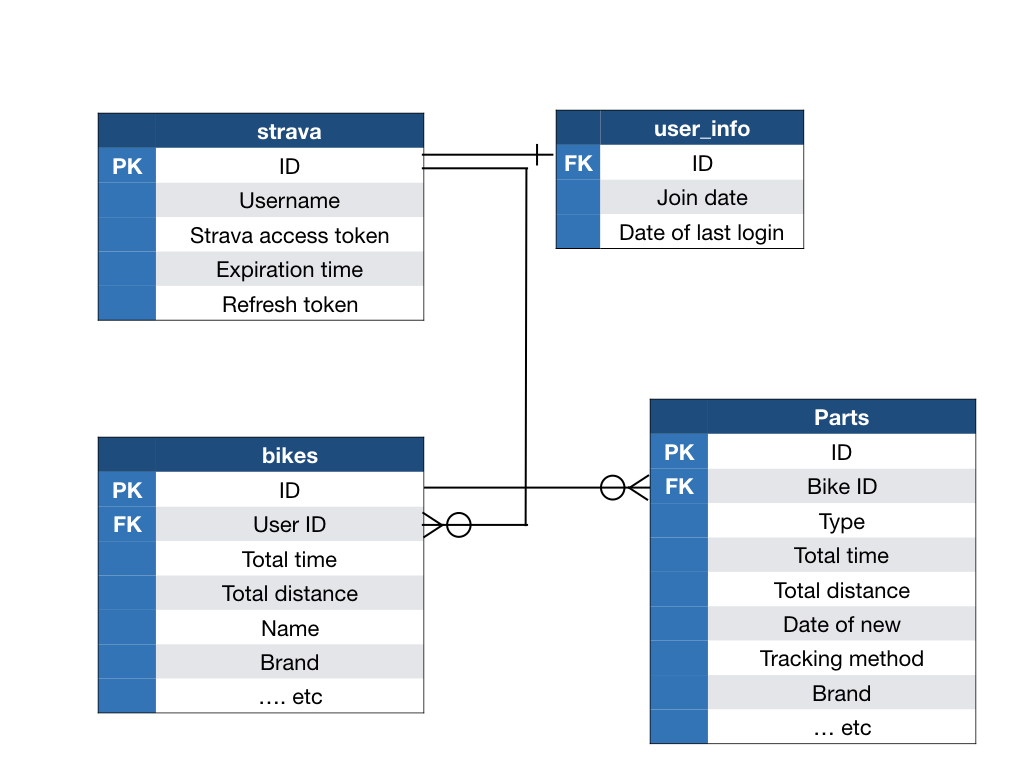 strava
PK ID
Username
Strava access token
Expiration time
Refresh token
user_info
FK ID
Join date
Date of last login
bikes
PK ID
FK User ID
Total time
Total distance
Name
Brand
…. etc
Parts
PK ID
FK Bike ID
Type
Total time
Total distance
Date of new
Tracking method
Brand
… etc